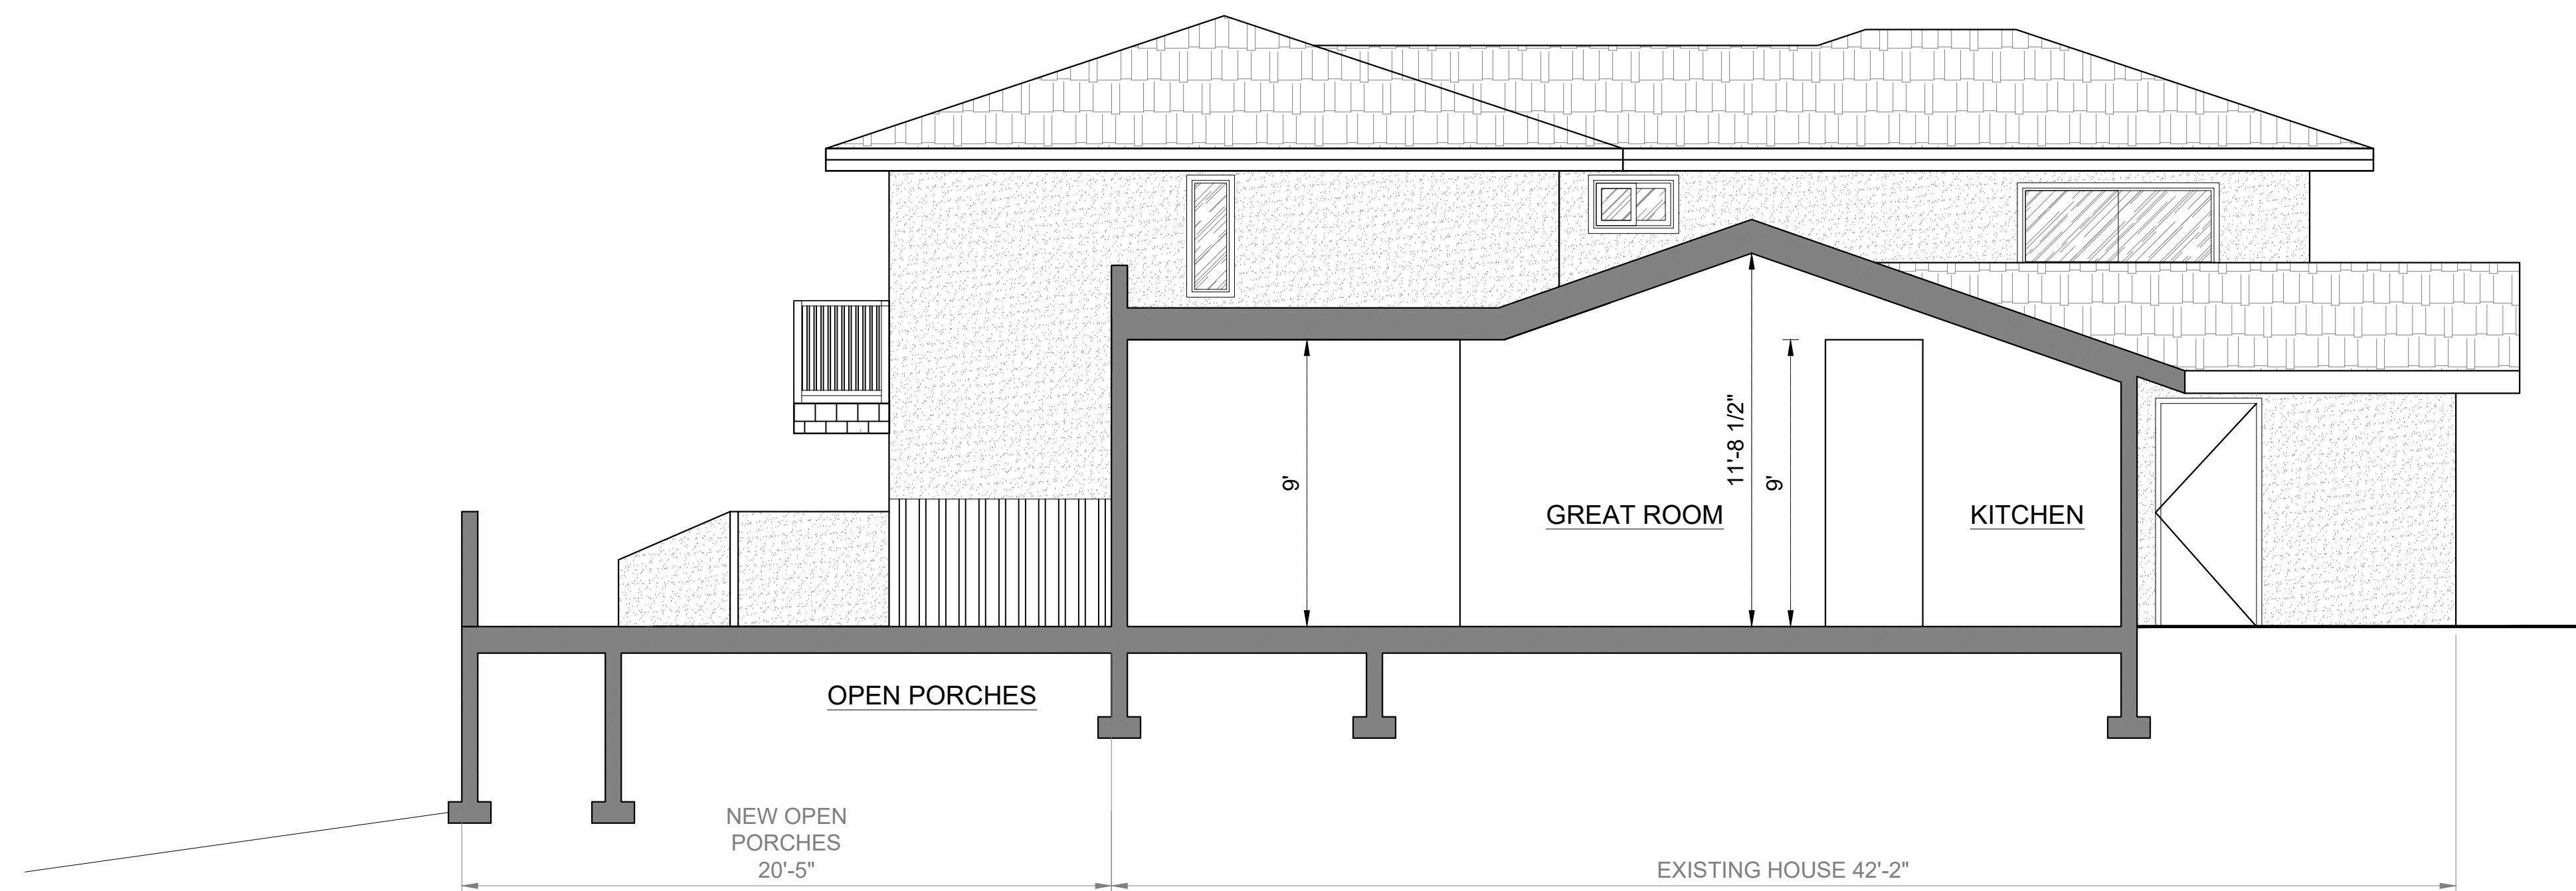 9'
11'-8 1/2"
9'
GREAT ROOM
KITCHEN
OPEN PORCHES
NEW OPEN
PORCHES
20'-5"
EXISTING HOUSE 42'-2"